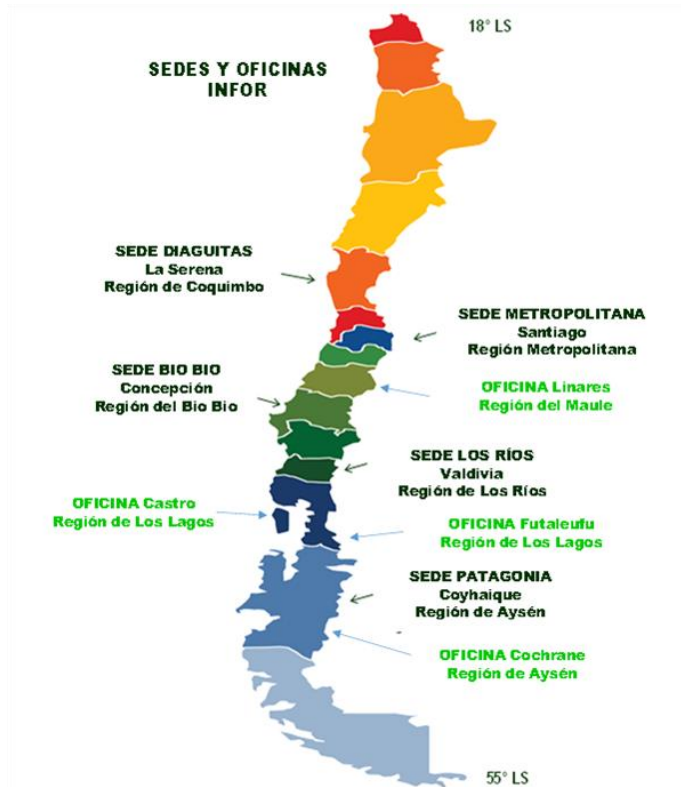 18° LS
SEDES Y OFICINAS
INFOR
SEDE DIAGUITAS
La Serena
Región de Coquimbo
SEDE METROPOLITANA
Santiago
Región Metropolitana
SEDE BIO BIO
Concepción
Región del Bio Bio
OFICINA Linares
Región del Maule
SEDE LOS RÍOS
Valdivia
Región de Los Ríos
OFICINA Castro
Región de Los Lagos
OFICINA Futaleufu
Región de Los Lagos
SEDE PATAGONIA
Coyhaique
Región de Aysén
OFICINA Cochrane
Región de Aysén
55° LS